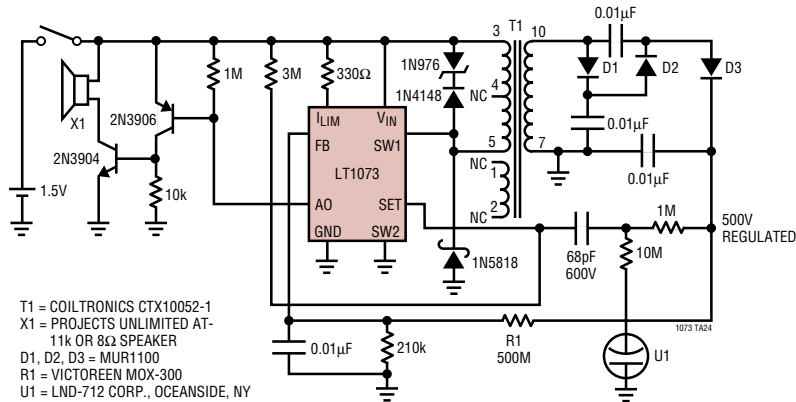 0.01µF
3
T1
10
1M
3M
330Ω
1N976
D1
D2
D3
4
NC
1N4148
X1
2N3906
I_LIM
V_IN
0.01µF
FB
SW1
5
7
2N3904
LT1073
NC
1
0.01µF
1.5V
10k
AO
SET
2
NC
1M
500V
REGULATED
GND
SW2
68pF
600V
10M
1N5818
T1 = COILTRONICS CTX10052-1
X1 = PROJECTS UNLIMITED AT-
11k OR 8Ω SPEAKER
D1, D2, D3 = MUR1100
R1 = VICTOREEN MOX-300
U1 = LND-712 CORP., OCEANSIDE, NY
0.01µF
210k
R1
500M
1073 TA24
U1